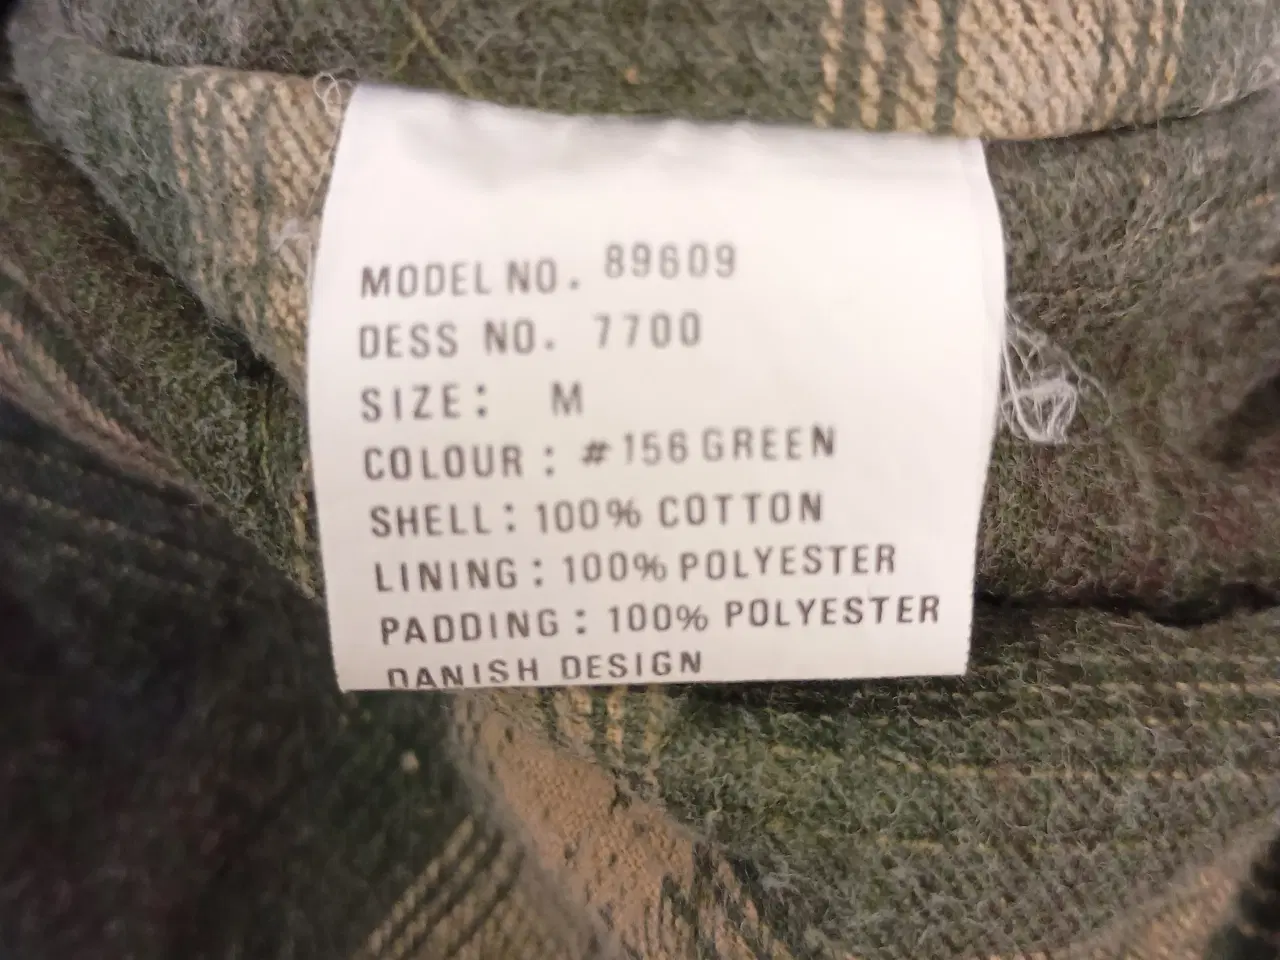 MODEL NO. 89609
DESS NO. 7700
SIZE: M
COLOUR : #156 GREEN
SHELL: 100% COTTON
LINING : 100% POLYESTER
PADDING : 100% POLYESTER
DANISH DESIGN